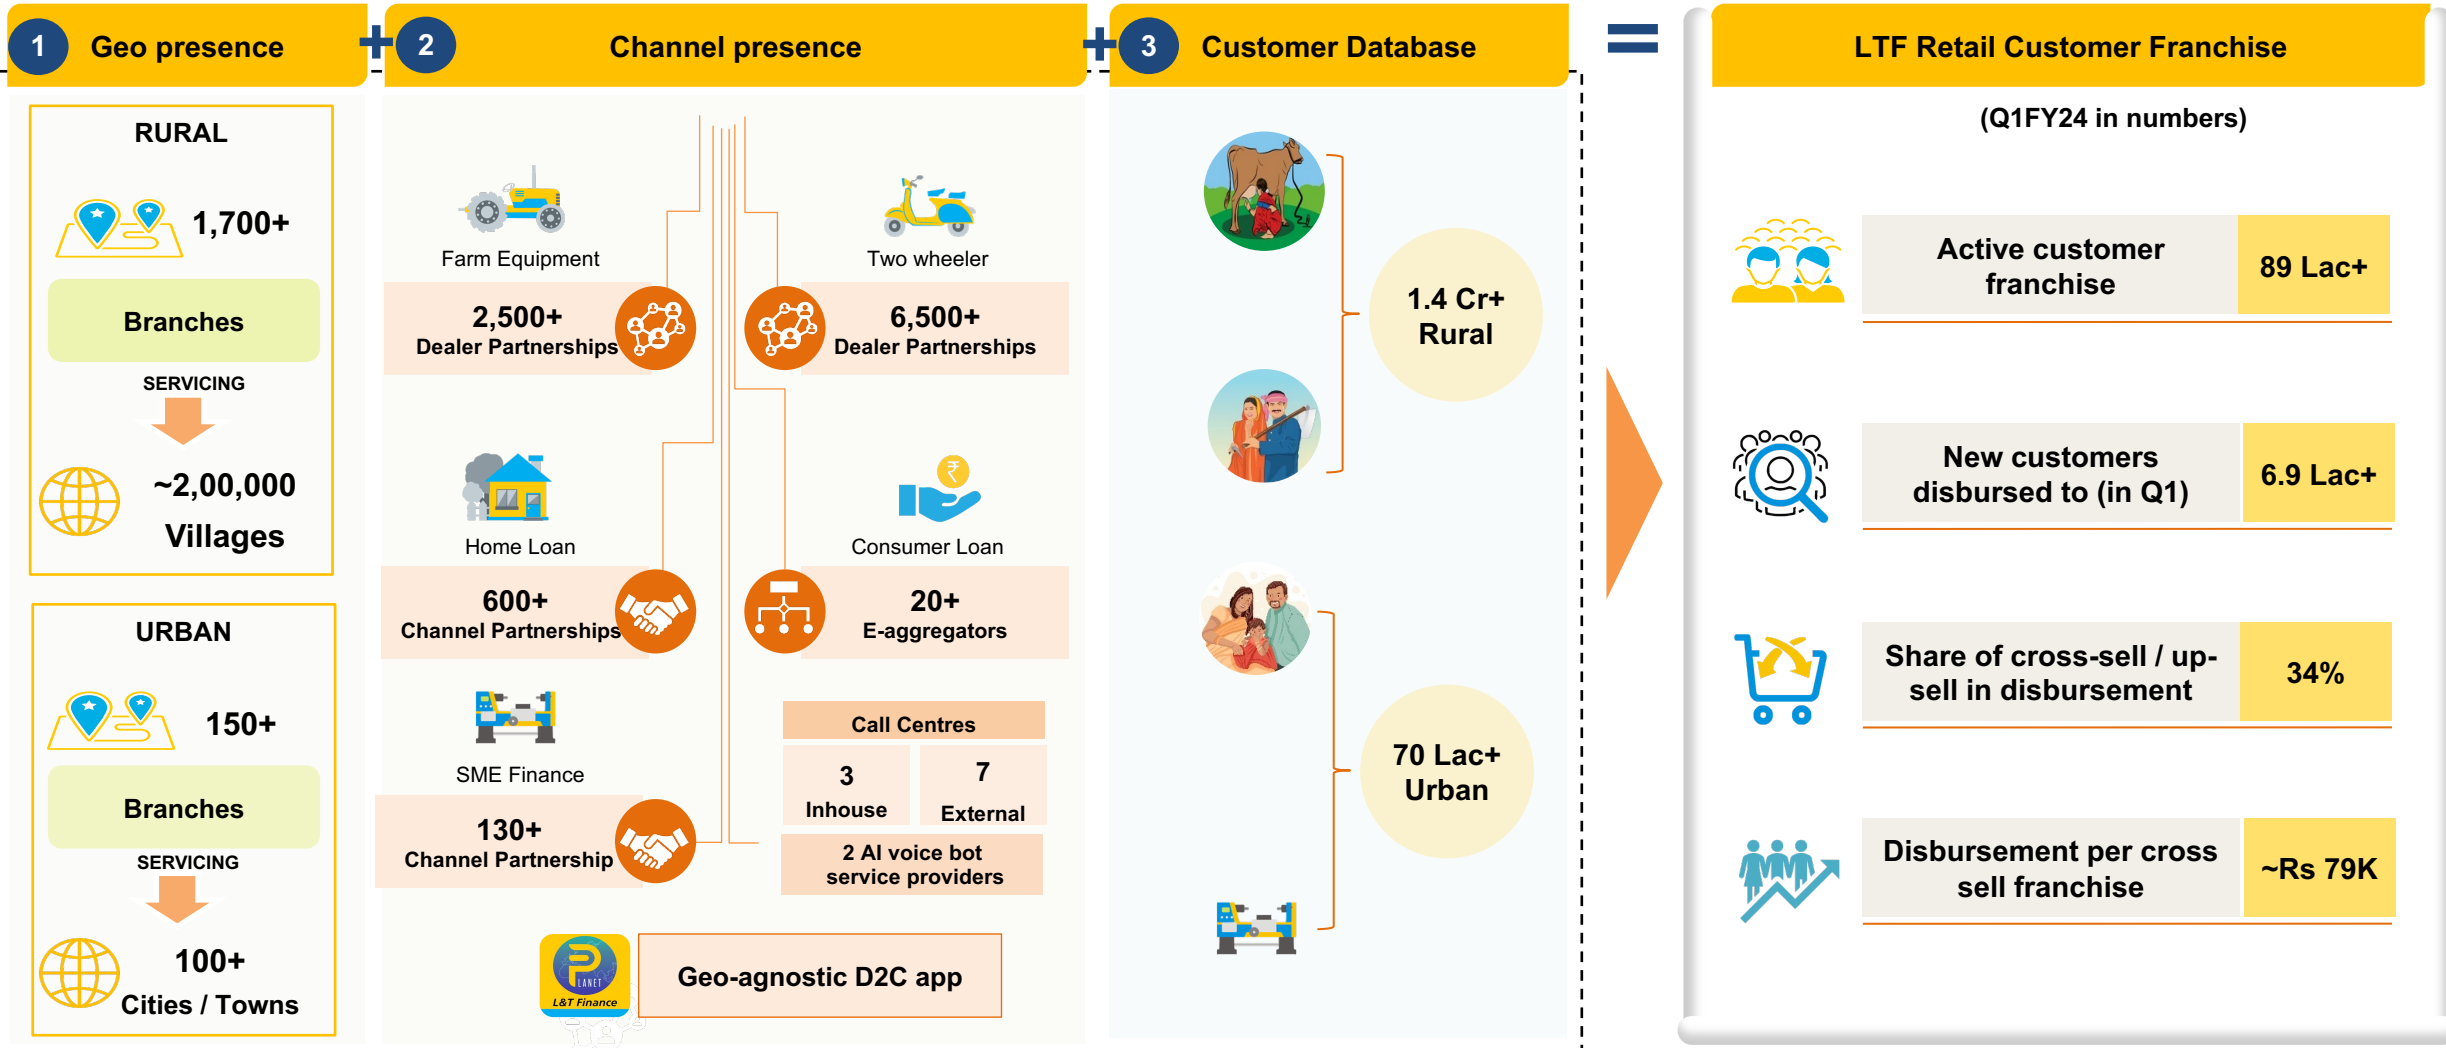 1 Geo presence
RURAL
1,700+
Branches
SERVICING
~2,00,000
Villages
URBAN
150+
Branches
SERVICING
100+
Cities / Towns
+
2 Channel presence
Farm Equipment
2,500+
Dealer Partnerships
Two wheeler
6,500+
Dealer Partnerships
Home Loan
600+
Channel Partnerships
₹
Consumer Loan
20+
E-aggregators
SME Finance
130+
Channel Partnership
Call Centres
3
Inhouse
7
External
2 AI voice bot
service providers
PLANET
L&T Finance
Geo-agnostic D2C app
+
3 Customer Database
1.4 Cr+
Rural
70 Lac+
Urban
=
LTF Retail Customer Franchise
(Q1FY24 in numbers)
Active customer
franchise
89 Lac+
New customers
disbursed to (in Q1)
6.9 Lac+
Share of cross-sell / up-
sell in disbursement
34%
Disbursement per cross
sell franchise
~Rs 79K